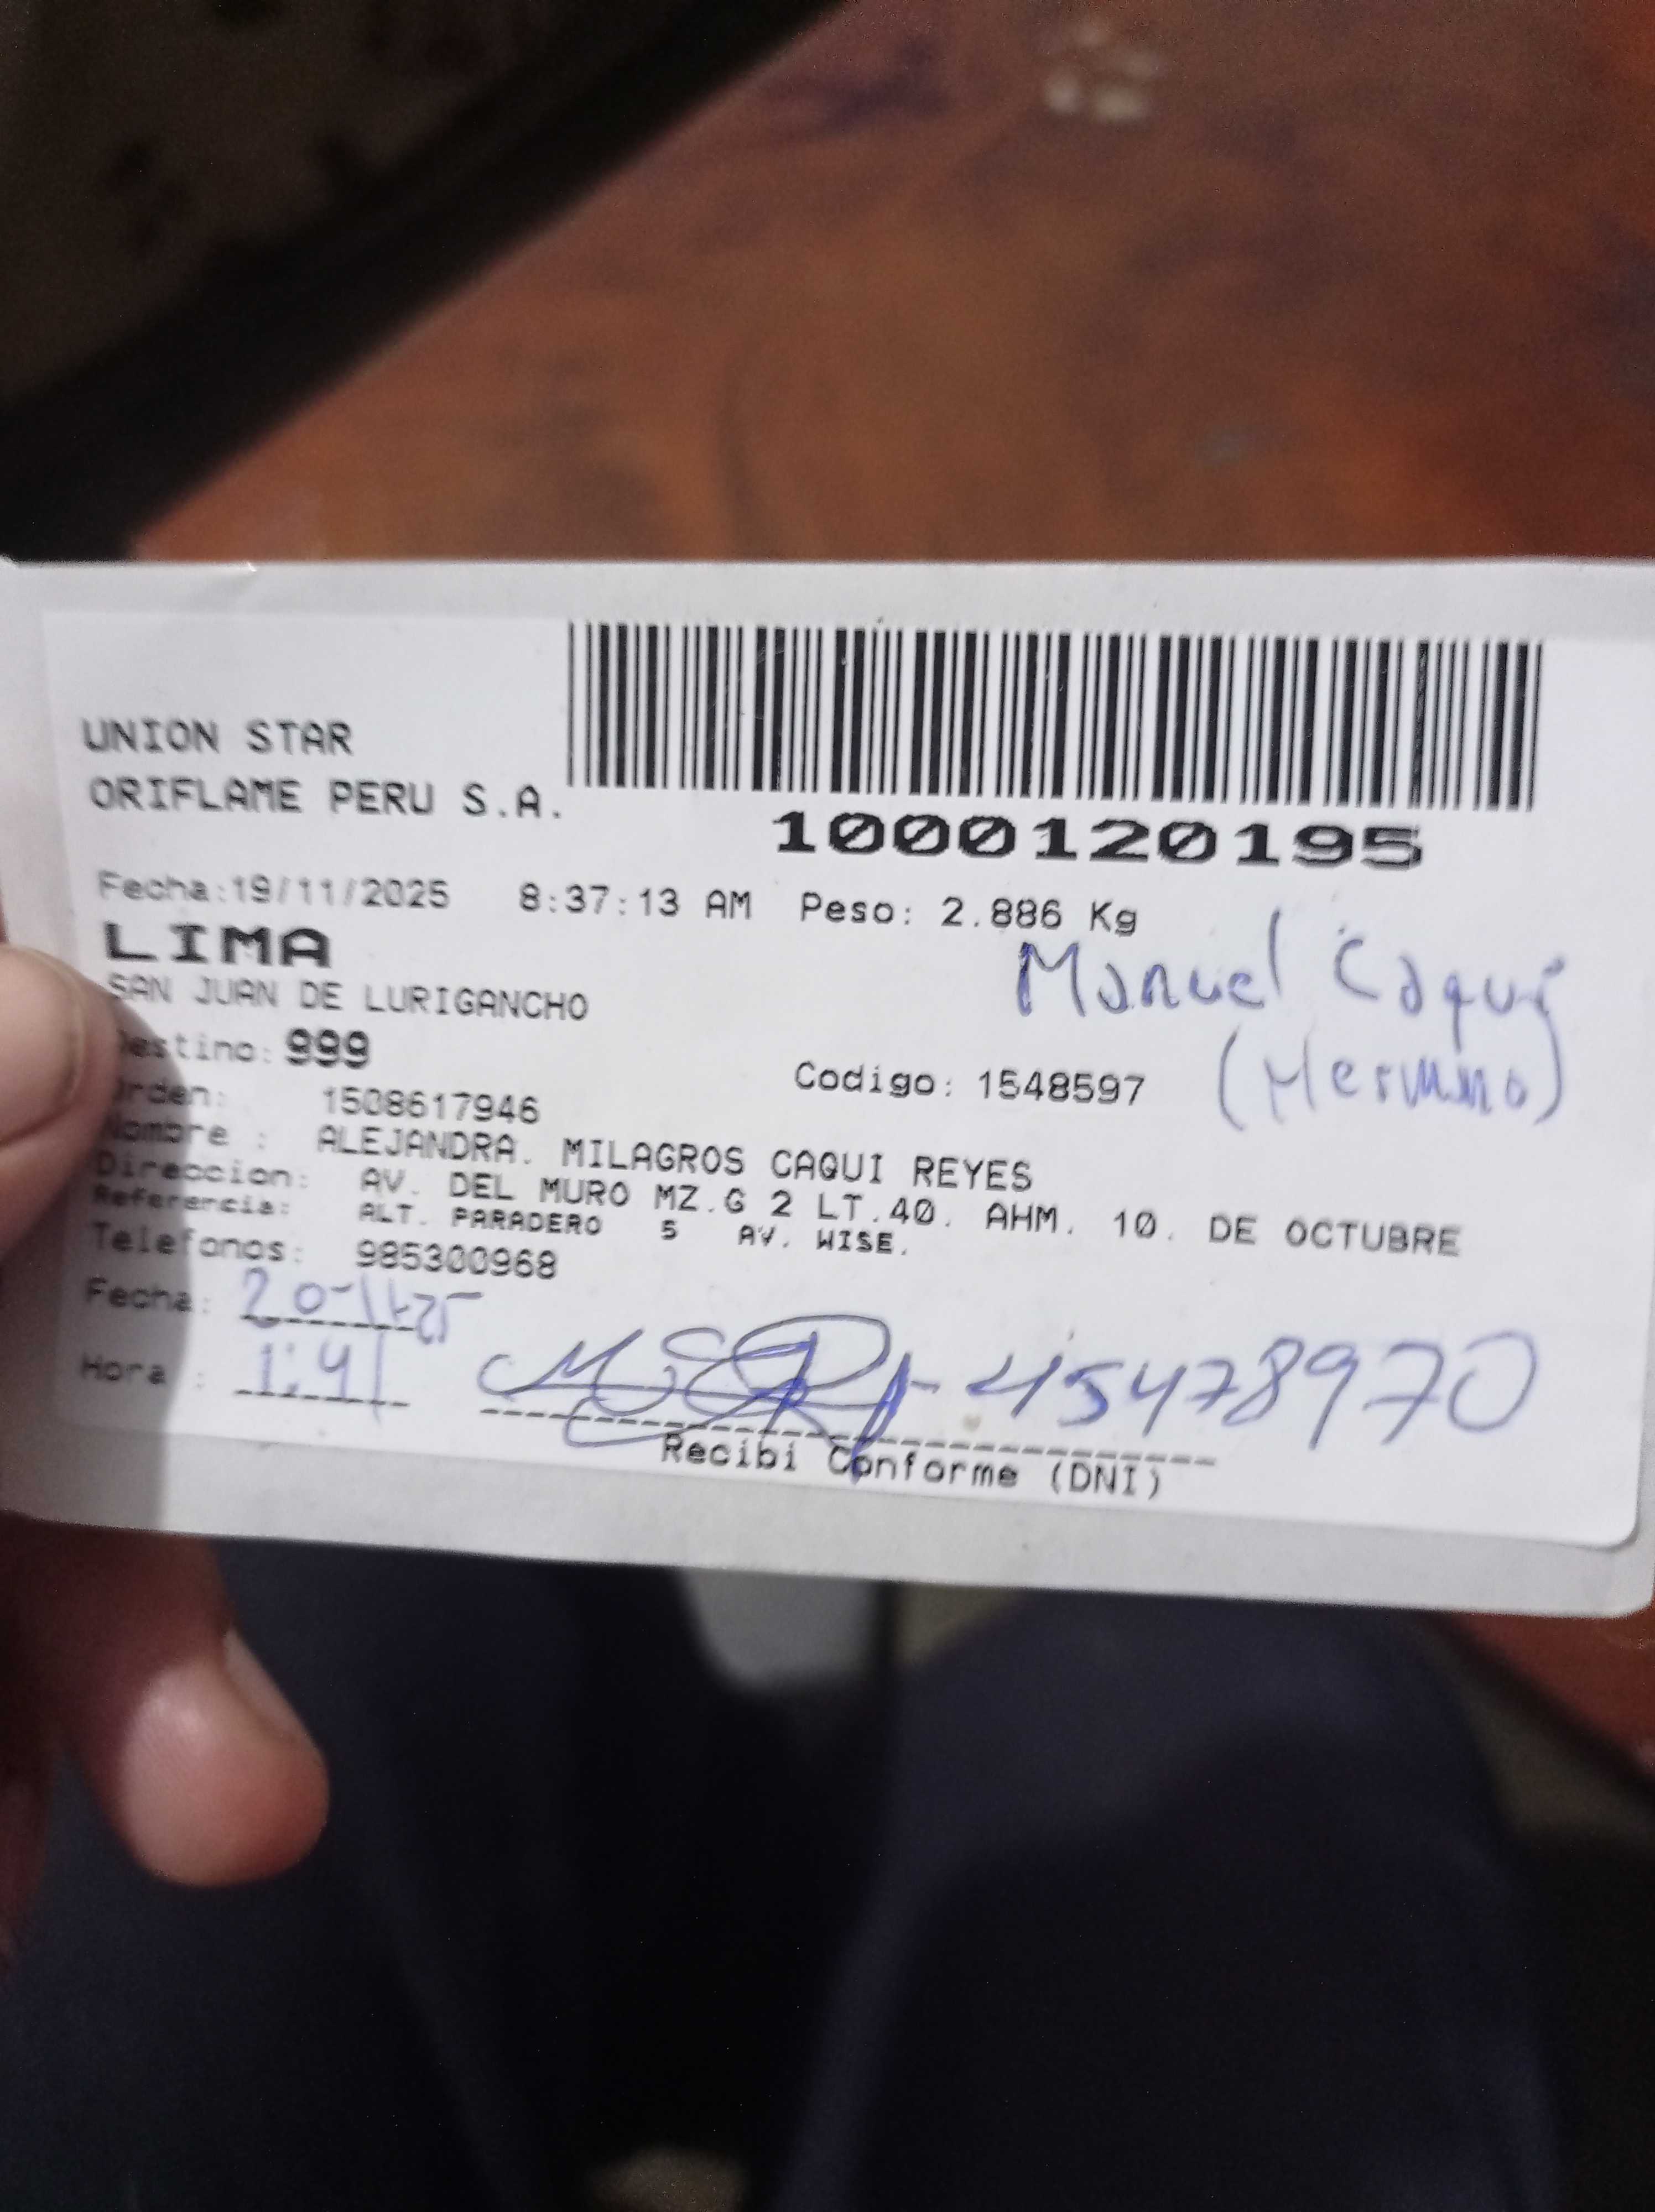 UNION STAR
ORIFLAME PERU S.A.
1000120195
Fecha:19/11/2025 8:37:13 AM Peso: 2.886 Kg
LIMA
SAN JUAN DE LURIGANCHO
Manuel Caqui
(Hermano)
Destino: 999
Codigo: 1548597
Orden: 1508617946
Nombre : ALEJANDRA. MILAGROS CAQUI REYES
Direccion: AV. DEL MURO MZ.G 2 LT.40. AHM. 10. DE OCTUBRE
Referencia: ALT. PARADERO 5 AV. WISE.
Telefonos: 985300968
Fecha: 20-11-25
Hora : 1:41
45478970
Recibi Conforme (DNI)